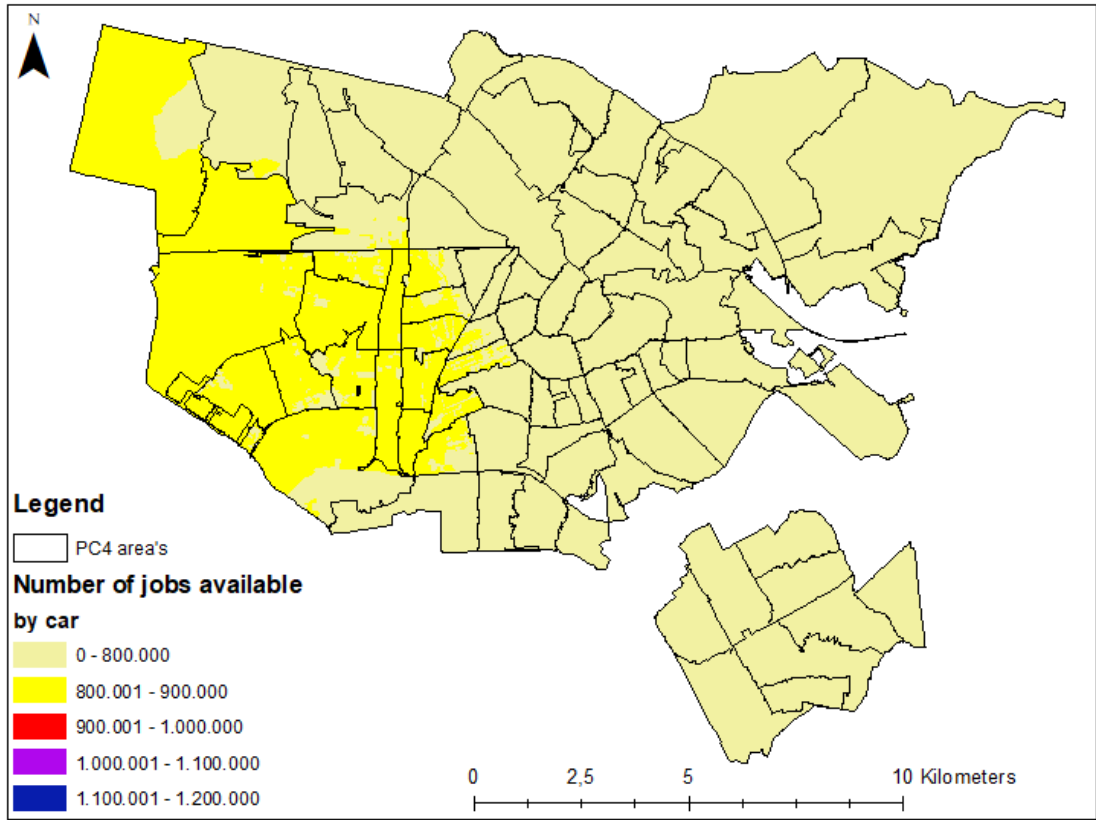 N
Legend
PC4 area's
Number of jobs available
by car
0 - 800.000
800.001 - 900.000
900.001 - 1.000.000
1.000.001 - 1.100.000
1.100.001 - 1.200.000
0 2,5 5 10 Kilometers